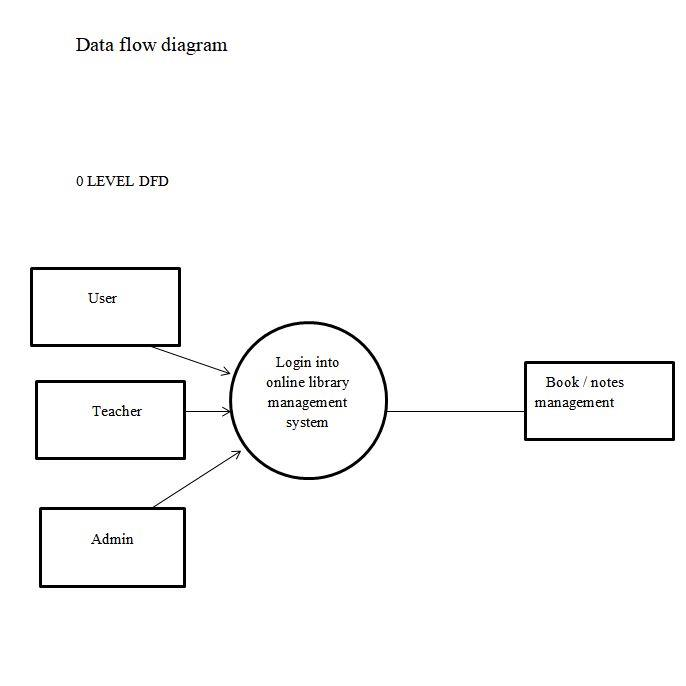 Data flow diagram
0 LEVEL DFD
User
Teacher
Admin
Login into
online library
management
system
Book / notes
management